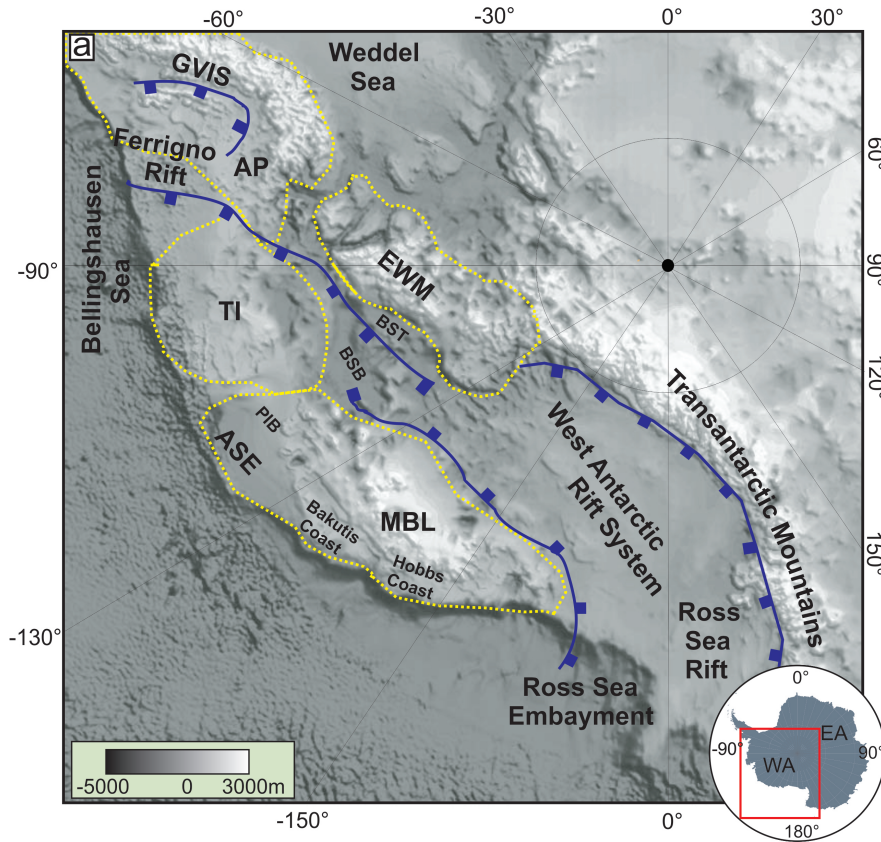 -60°
-30°
0°
30°
a
GVIS
Weddel
Sea
Ferrigno
Rift
AP
60°
Bellingshausen
Sea
-90°
90°
EWM
TI
BST
BSB
120°
PIB
ASE
Transantarctic Mountains
West Antarctic
Rift System
MBL
Bakutis
Coast
Hobbs
Coast
150°
-130°
Ross
Sea
Rift
Ross Sea
Embayment
0°
EA
-90°
90°
WA
180°
-5000
0
3000m
-150°
0°